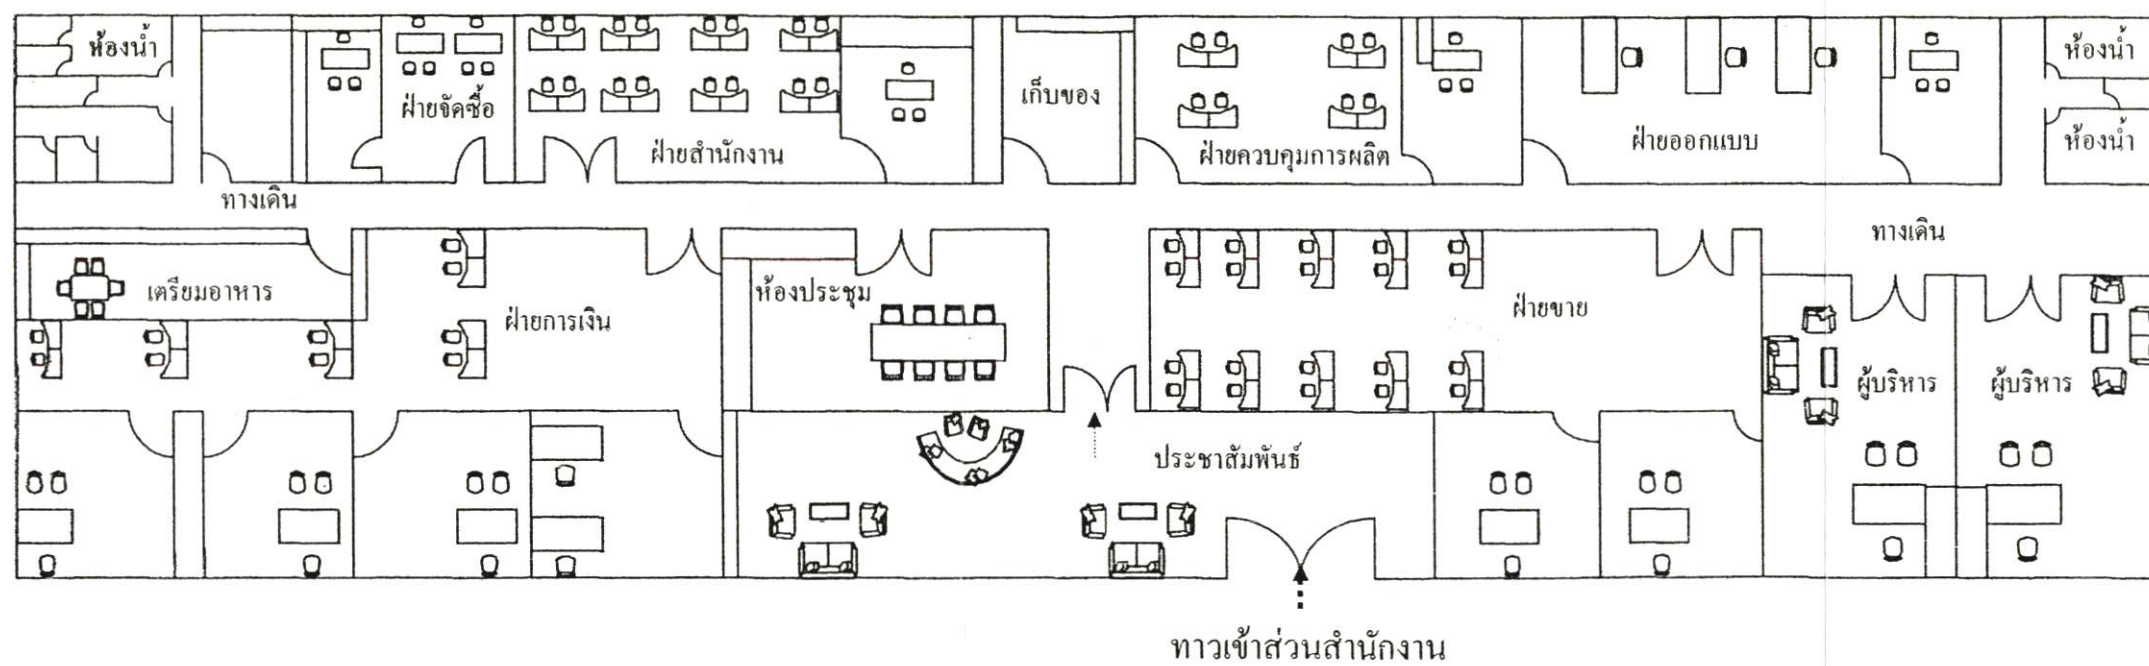 ห้องน้ำ
ฝ่ายจัดซื้อ
ฝ่ายสำนักงาน
เก็บของ
ฝ่ายควบคุมการผลิต
ฝ่ายออกแบบ
ห้องน้ำ
ห้องน้ำ
ทางเดิน
ทางเดิน
เตรียมอาหาร
ฝ่ายการเงิน
ห้องประชุม
ฝ่ายขาย
ผู้บริหาร
ผู้บริหาร
ประชาสัมพันธ์
ทาวเข้าส่วนสำนักงาน